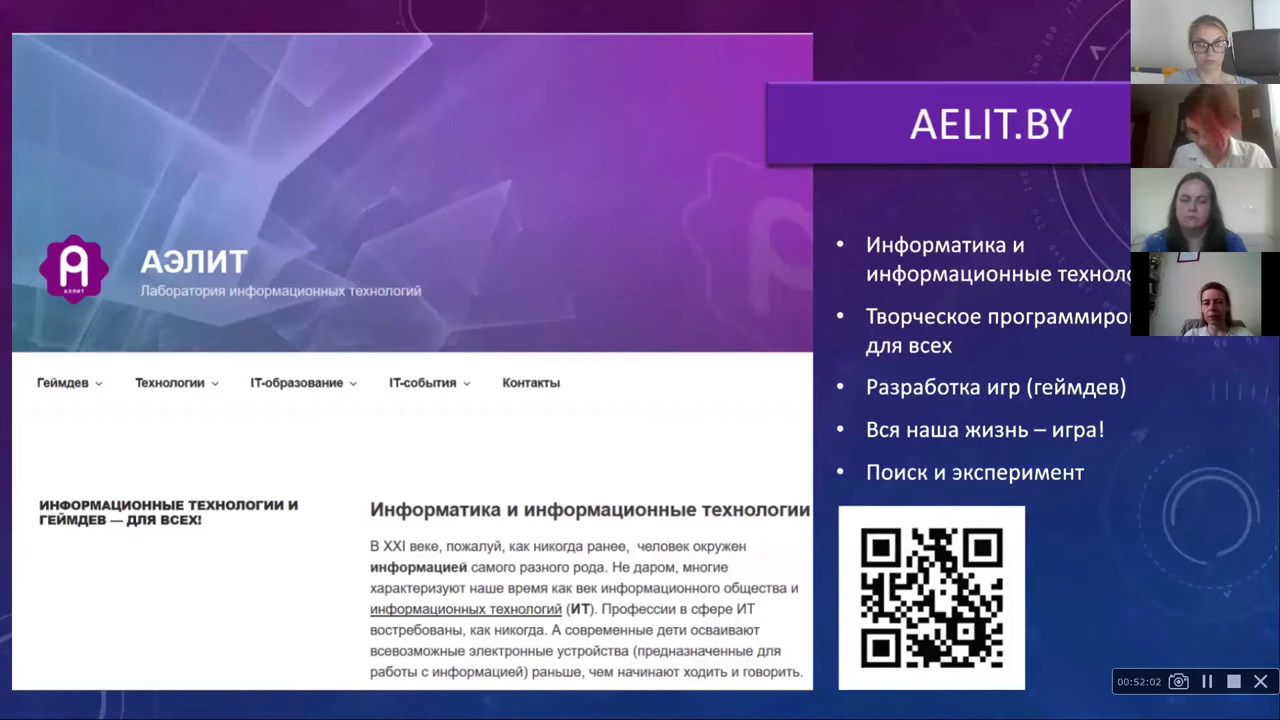 AELIT.BY
АЭЛИТ
АЭЛИТ
Лаборатория информационных технологий
Геймдев
Технологии
IT-образование
IT-события
Контакты
ИНФОРМАЦИОННЫЕ ТЕХНОЛОГИИ И
ГЕЙМДЕВ — ДЛЯ ВСЕХ!
Информатика и информационные технологии
В XXI веке, пожалуй, как никогда ранее, человек окружен
информацией самого разного рода. Не даром, многие
характеризуют наше время как век информационного общества и
информационных технологий (ИТ). Профессии в сфере ИТ
востребованы, как никогда. А современные дети осваивают
всевозможные электронные устройства (предназначенные для
работы с информацией) раньше, чем начинают ходить и говорить.
• Информатика и
информационные техноло
• Творческое программиро
для всех
• Разработка игр (геймдев)
• Вся наша жизнь – игра!
• Поиск и эксперимент
00:52:02